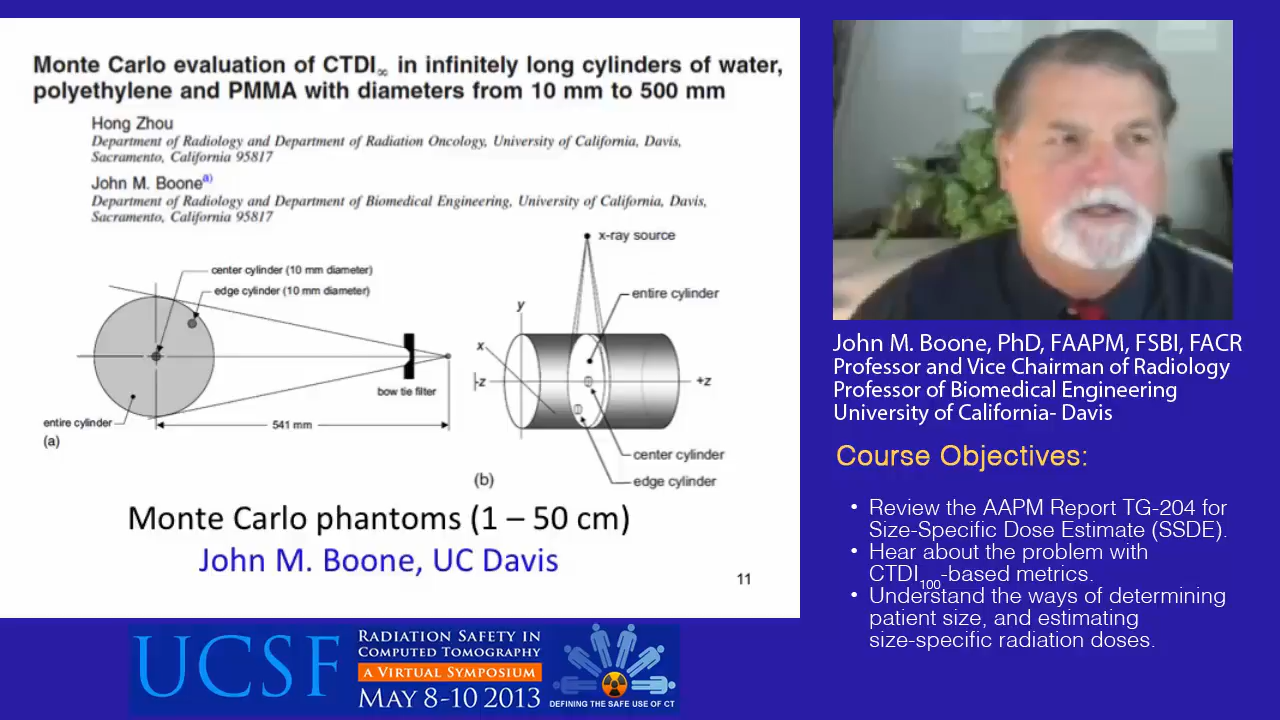 Monte Carlo evaluation of CTDI∞ in infinitely long cylinders of water,
polyethylene and PMMA with diameters from 10 mm to 500 mm
Hong Zhou
Department of Radiology and Department of Radiation Oncology, University of California, Davis,
Sacramento, California 95817
John M. Boone a)
Department of Radiology and Department of Biomedical Engineering, University of California, Davis,
Sacramento, California 95817
center cylinder (10 mm diameter)
edge cylinder (10 mm diameter)
bow tie filter
entire cylinder
541 mm
(a)
x-ray source
entire cylinder
y
x
-z
+z
center cylinder
edge cylinder
(b)
Monte Carlo phantoms (1 – 50 cm)
John M. Boone, UC Davis
11
John M. Boone, PhD, FAAPM, FSBI, FACR
Professor and Vice Chairman of Radiology
Professor of Biomedical Engineering
University of California- Davis
Course Objectives:
• Review the AAPM Report TG-204 for
Size-Specific Dose Estimate (SSDE).
• Hear about the problem with
CTDI100-based metrics.
• Understand the ways of determining
patient size, and estimating
size-specific radiation doses.
UCSF
RADIATION SAFETY IN
COMPUTED TOMOGRAPHY
A VIRTUAL SYMPOSIUM
MAY 8-10 2013
DEFINING THE SAFE USE OF CT